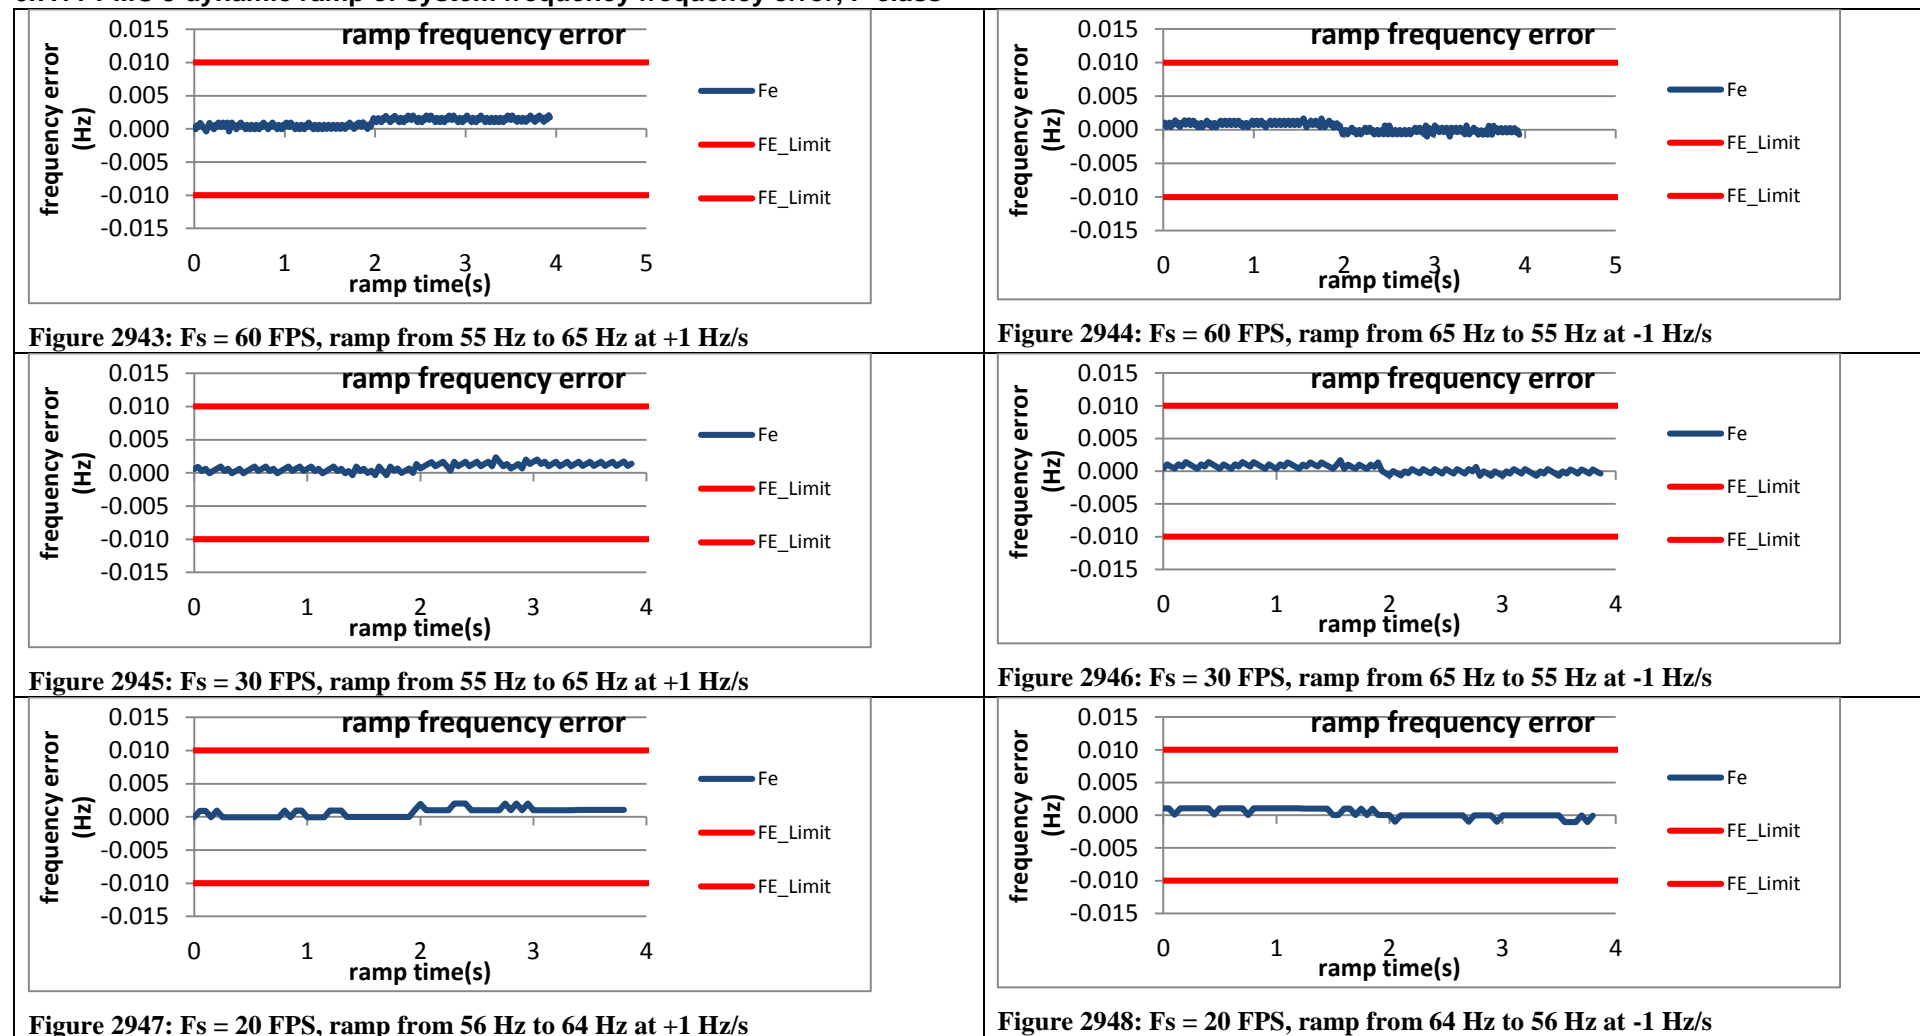 ramp frequency error
0.015
0.010
0.005
0.000
-0.005
-0.010
-0.015
frequency error
(Hz)
0 1 2 3 4 5
ramp time(s)
Fe
FE_Limit
FE_Limit
Figure 2943: Fs = 60 FPS, ramp from 55 Hz to 65 Hz at +1 Hz/s
ramp frequency error
0.015
0.010
0.005
0.000
-0.005
-0.010
-0.015
frequency error
(Hz)
0 1 2 3 4 5
ramp time(s)
Fe
FE_Limit
FE_Limit
Figure 2944: Fs = 60 FPS, ramp from 65 Hz to 55 Hz at -1 Hz/s
ramp frequency error
0.015
0.010
0.005
0.000
-0.005
-0.010
-0.015
frequency error
(Hz)
0 1 2 3 4
ramp time(s)
Fe
FE_Limit
FE_Limit
Figure 2945: Fs = 30 FPS, ramp from 55 Hz to 65 Hz at +1 Hz/s
ramp frequency error
0.015
0.010
0.005
0.000
-0.005
-0.010
-0.015
frequency error
(Hz)
0 1 2 3 4
ramp time(s)
Fe
FE_Limit
FE_Limit
Figure 2946: Fs = 30 FPS, ramp from 65 Hz to 55 Hz at -1 Hz/s
ramp frequency error
0.015
0.010
0.005
0.000
-0.005
-0.010
-0.015
frequency error
(Hz)
0 1 2 3 4
ramp time(s)
Fe
FE_Limit
FE_Limit
Figure 2947: Fs = 20 FPS, ramp from 56 Hz to 64 Hz at +1 Hz/s
ramp frequency error
0.015
0.010
0.005
0.000
-0.005
-0.010
-0.015
frequency error
(Hz)
0 1 2 3 4
ramp time(s)
Fe
FE_Limit
FE_Limit
Figure 2948: Fs = 20 FPS, ramp from 64 Hz to 56 Hz at -1 Hz/s